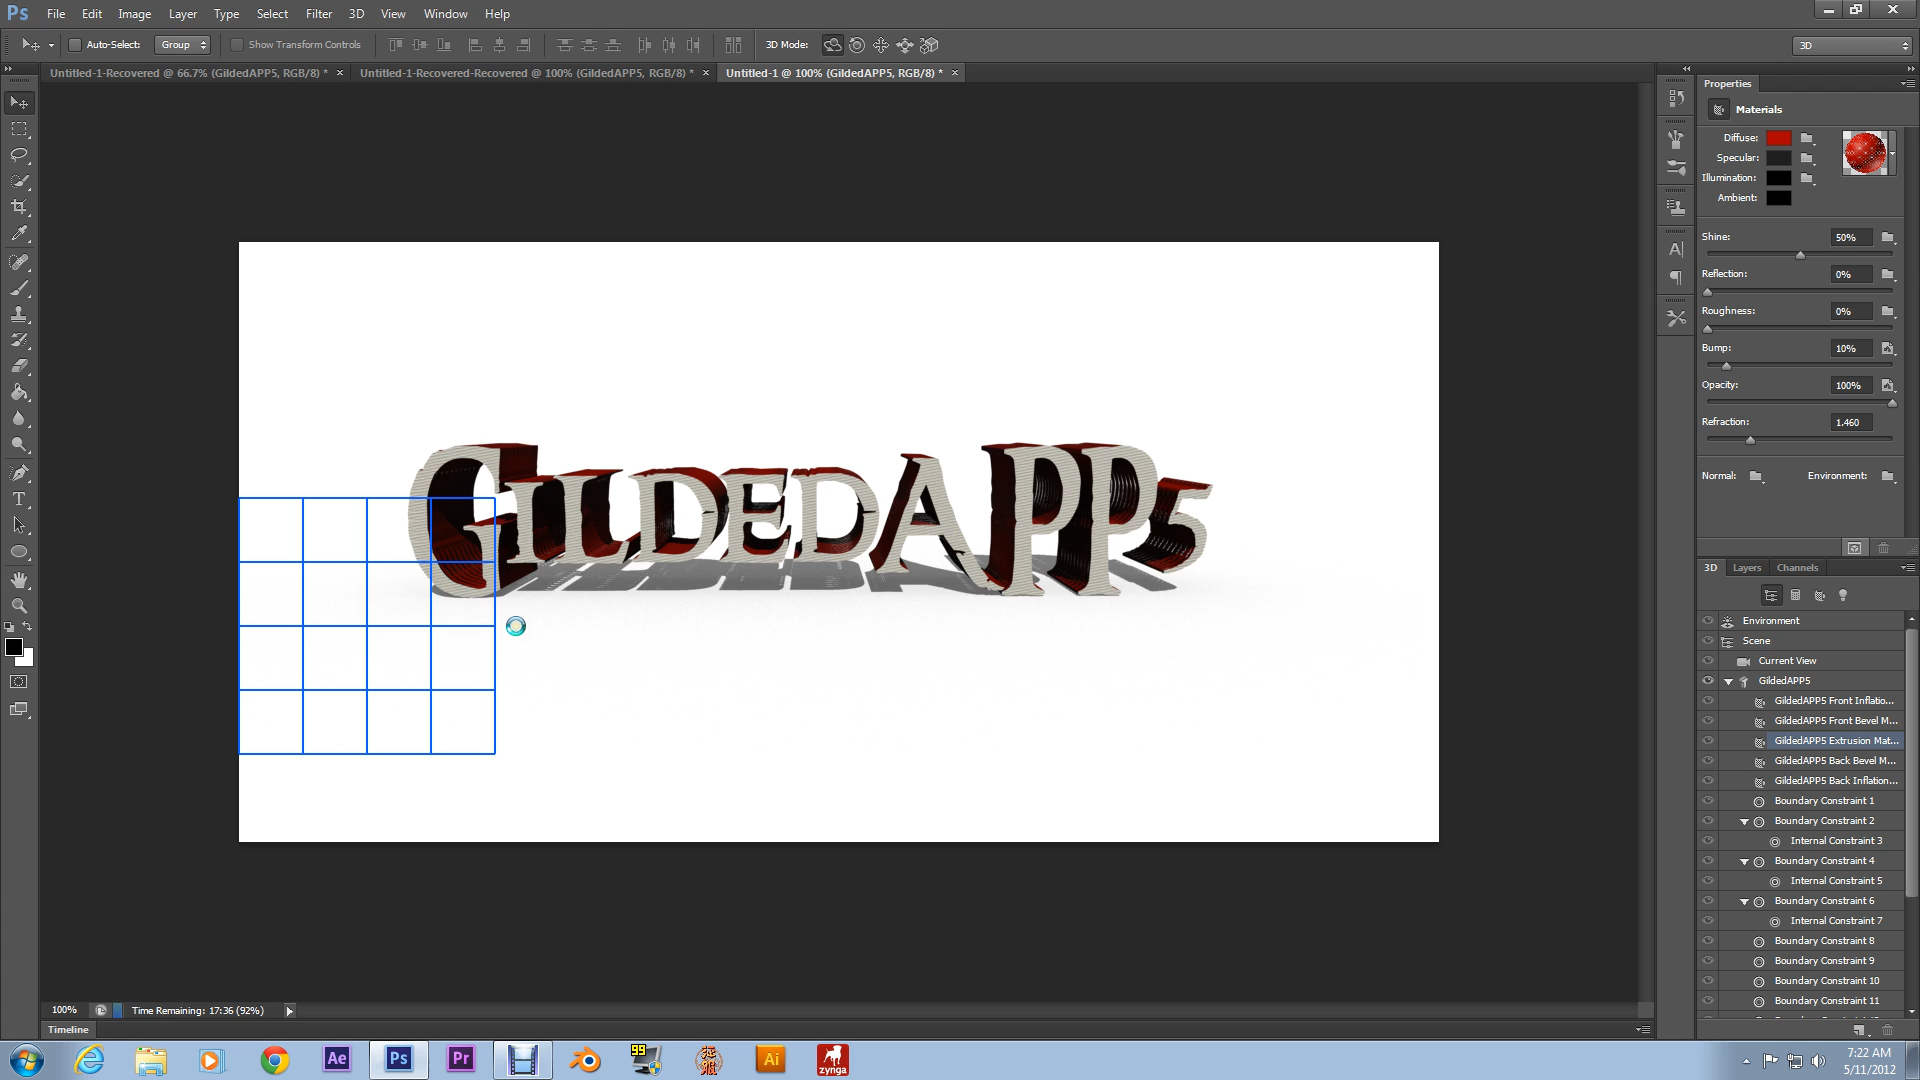 Ps File Edit Image Layer Type Select Filter 3D View Window Help
Auto-Select: Group Show Transform Controls 3D Mode: 3D
Untitled-1-Recovered @ 66.7% (GildedAPP5, RGB/8) * × Untitled-1-Recovered-Recovered @ 100% (GildedAPP5, RGB/8) * × Untitled-1 @ 100% (GildedAPP5, RGB/8) * ×
Properties
Materials
Diffuse:
Specular:
Illumination:
Ambient:
Shine: 50%
Reflection: 0%
Roughness: 0%
Bump: 10%
Opacity: 100%
Refraction: 1.460
Normal: Environment:
GILDEDAPP5
3D Layers Channels
Environment
Scene
Current View
GildedAPP5
GildedAPP5 Front Inflatio...
GildedAPP5 Front Bevel M...
GildedAPP5 Extrusion Mat...
GildedAPP5 Back Bevel M...
GildedAPP5 Back Inflation...
Boundary Constraint 1
Boundary Constraint 2
Internal Constraint 3
Boundary Constraint 4
Internal Constraint 5
Boundary Constraint 6
Internal Constraint 7
Boundary Constraint 8
Boundary Constraint 9
Boundary Constraint 10
Boundary Constraint 11
100% Time Remaining: 17:36 (92%)
Timeline
Ae Ps Pr 99 Ai zynga
7:22 AM
5/11/2012